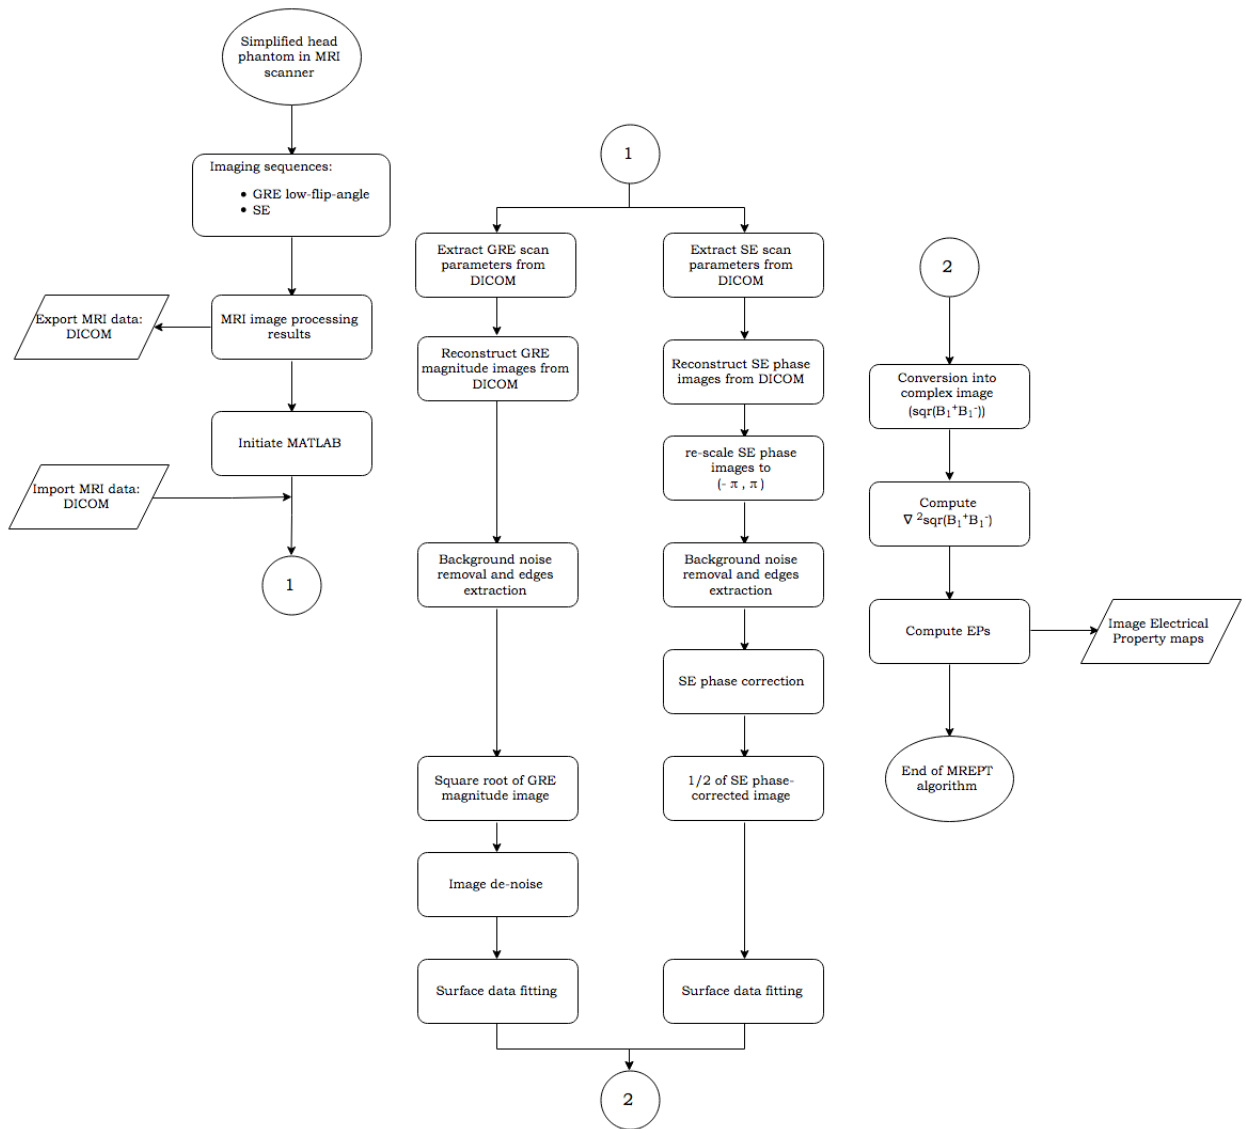 Simplified head
phantom in MRI
scanner
Imaging sequences:
• GRE low-flip-angle
• SE
Export MRI data:
DICOM
MRI image processing
results
Initiate MATLAB
Import MRI data:
DICOM
1
1
Extract GRE scan
parameters from
DICOM
Reconstruct GRE
magnitude images from
DICOM
Background noise
removal and edges
extraction
Square root of GRE
magnitude image
Image de-noise
Surface data fitting
Extract SE scan
parameters from
DICOM
Reconstruct SE phase
images from DICOM
re-scale SE phase
images to
(- π , π )
Background noise
removal and edges
extraction
SE phase correction
1/2 of SE phase-
corrected image
Surface data fitting
2
2
Conversion into
complex image
(sqr(B₁⁺B₁⁻))
Compute
∇ ²sqr(B₁⁺B₁⁻)
Compute EPs
Image Electrical
Property maps
End of MREPT
algorithm